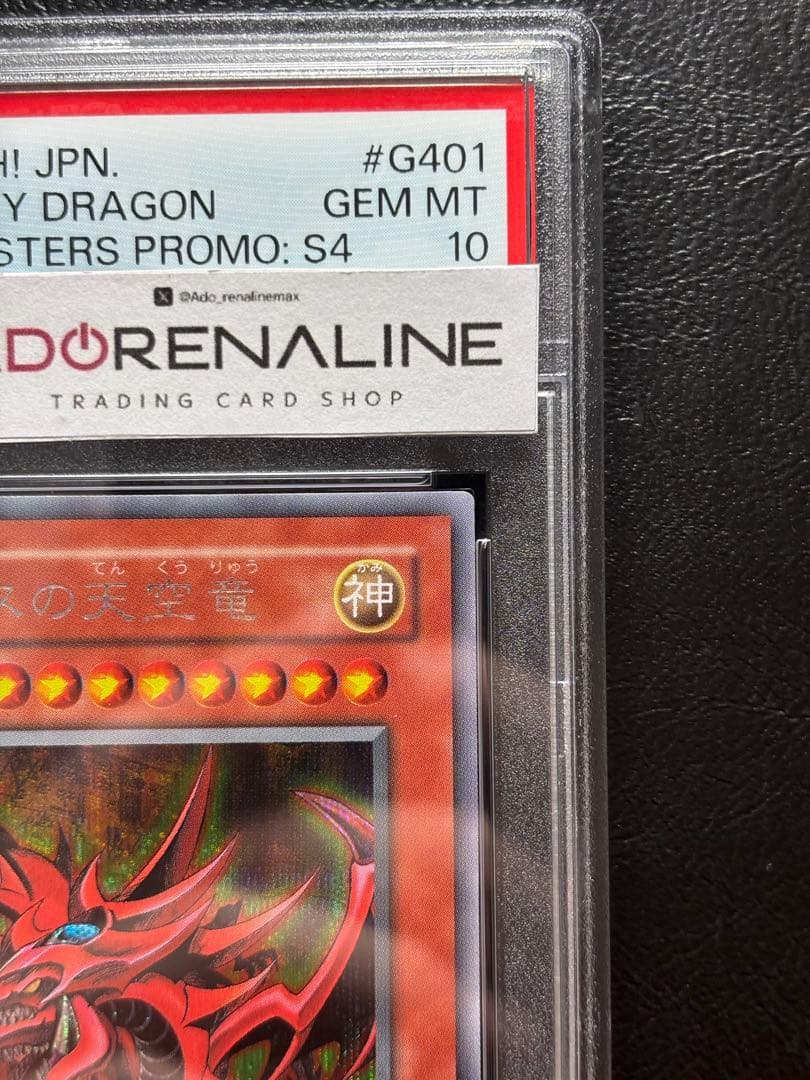 H! JPN. #G401
Y DRAGON GEM MT
STERS PROMO: S4 10
X @Ado_renalinemax
ADORENALINE
TRADING CARD SHOP
てん くう りゅう かみ
スの天空竜 神